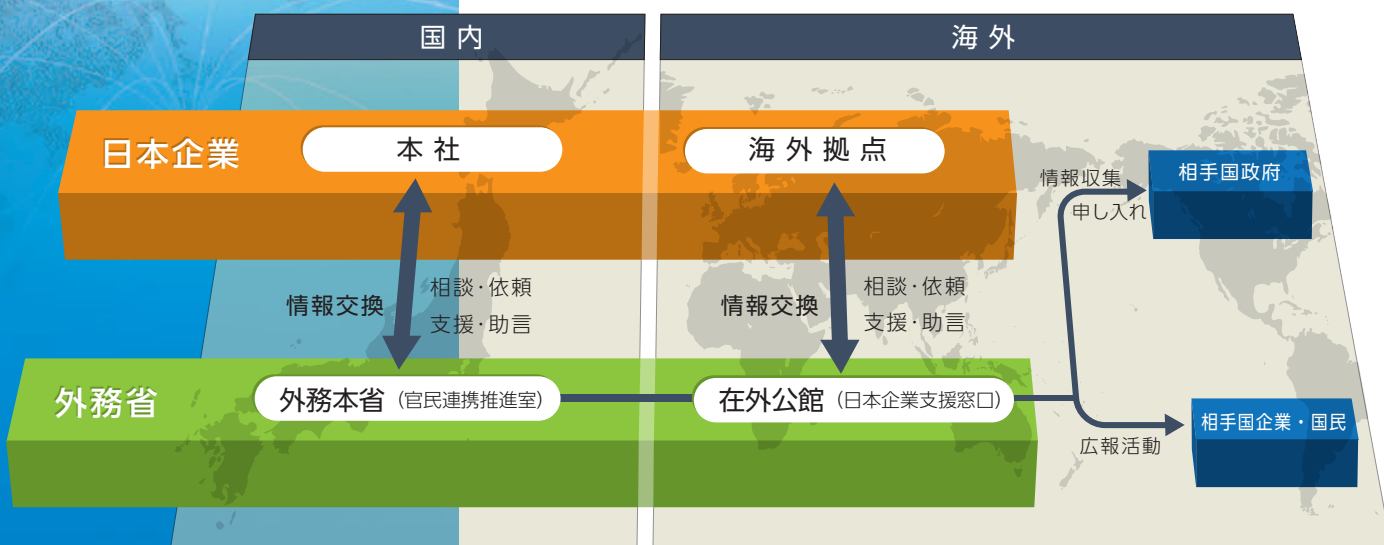 国内
海外
日本企業
本社
海外拠点
情報収集
申し入れ
相手国政府
情報交換
相談・依頼
支援・助言
情報交換
相談・依頼
支援・助言
外務省
外務本省（官民連携推進室）
在外公館（日本企業支援窓口）
相手国企業・国民
広報活動